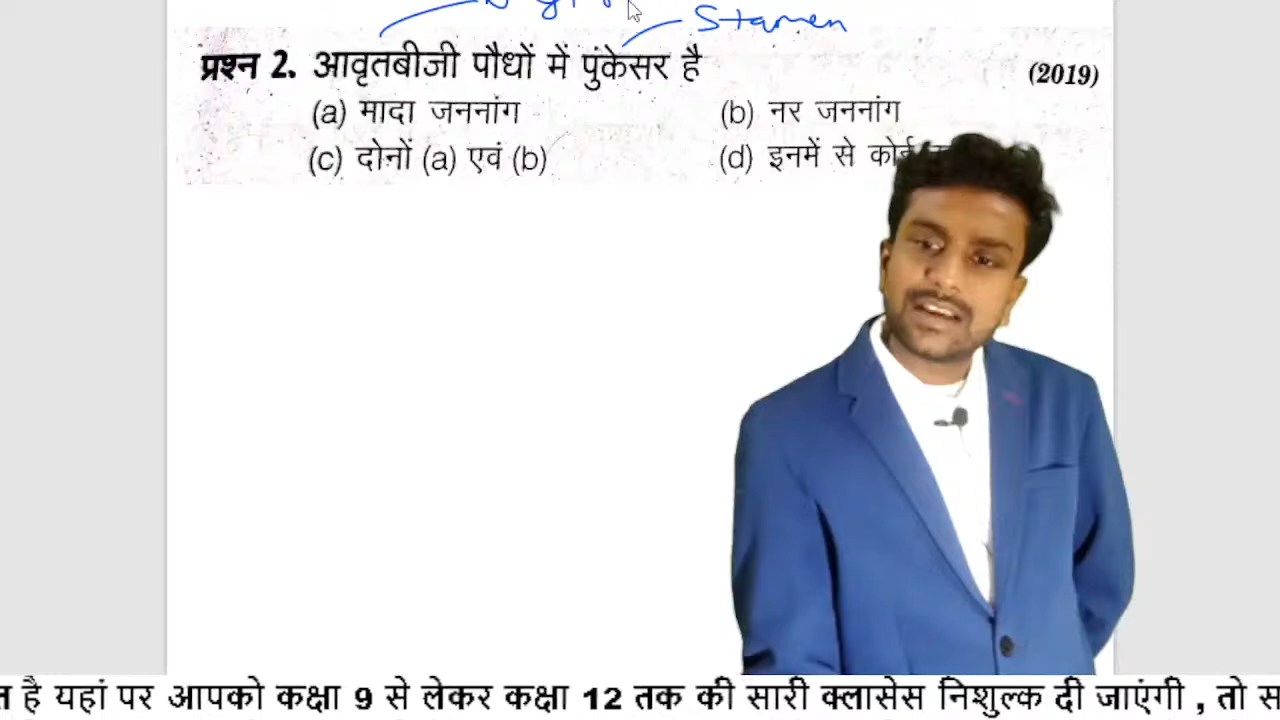 Stamen
प्रश्न 2. आवृतबीजी पौधों में पुंकेसर है (2019)
(a) मादा जननांग (b) नर जननांग
(c) दोनों (a) एवं (b) (d) इनमें से कोई
है यहां पर आपको कक्षा 9 से लेकर कक्षा 12 तक की सारी क्लासेस निशुल्क दी जाएंगी , तो